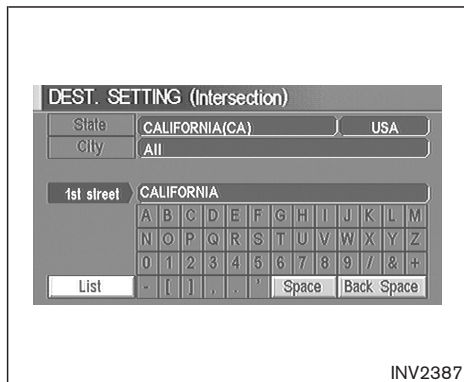 DEST. SETTING (Intersection)
State CALIFORNIA(CA) USA
City All
1st street CALIFORNIA
A B C D E F G H I J K L M
N O P Q R S T U V W X Y Z
0 1 2 3 4 5 6 7 8 9 / & +
List - [ ] , . ' Space Back Space
INV2387